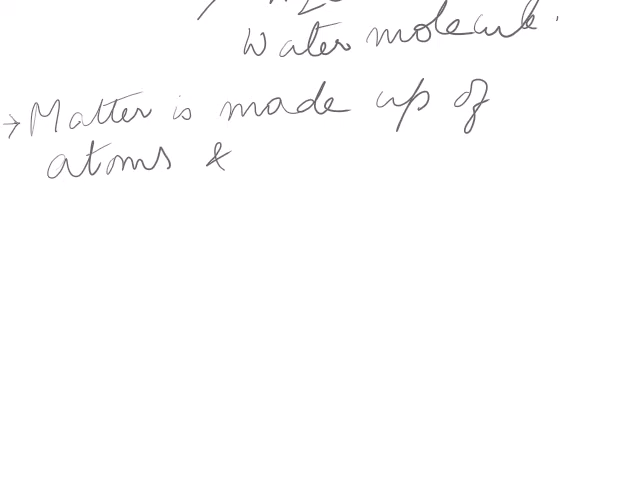 Water molecule.
→ Matter is made up of
atoms &